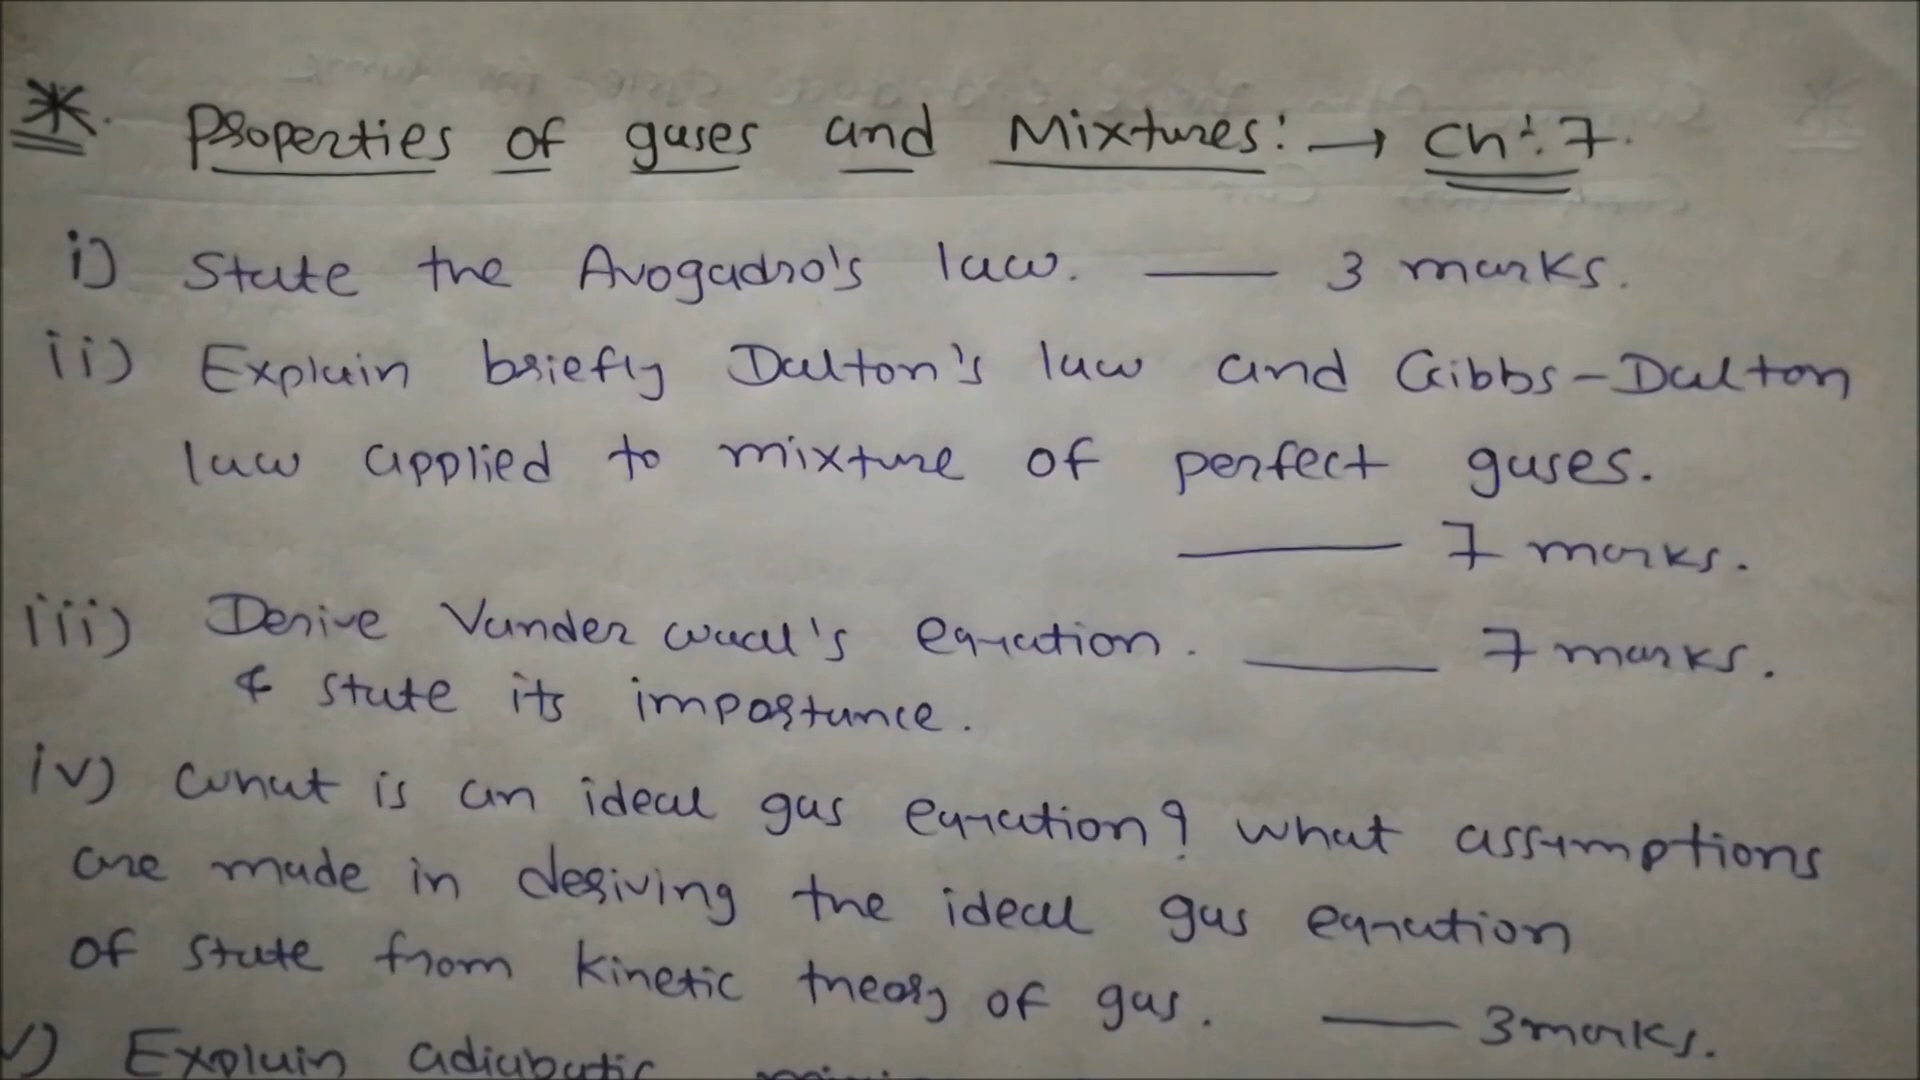 * Properties of gases and Mixtures: → Ch: 7.
i) State the Avogadro's law. — 3 marks.
ii) Explain briefly Dalton's law and Gibbs-Dalton
law applied to mixture of perfect gases.
— 7 marks.
iii) Derive Vander waal's equation. — 7 marks.
& state its importance.
iv) What is an ideal gas equation? What assumptions
are made in deriving the ideal gas equation
of state from kinetic theory of gas. — 3 marks.
v) Explain adiabatic